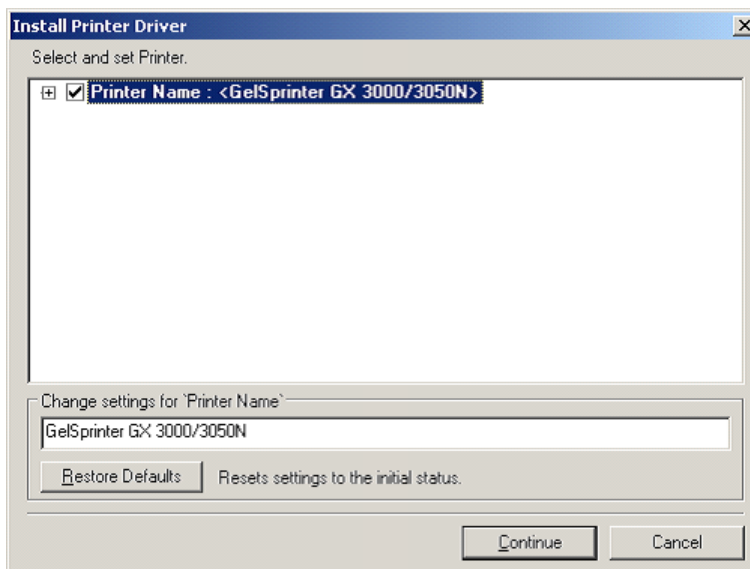 Install Printer Driver
Select and set Printer.
Printer Name : <GelSprinter GX 3000/3050N>
Change settings for `Printer Name`
GelSprinter GX 3000/3050N
Restore Defaults Resets settings to the initial status.
Continue Cancel